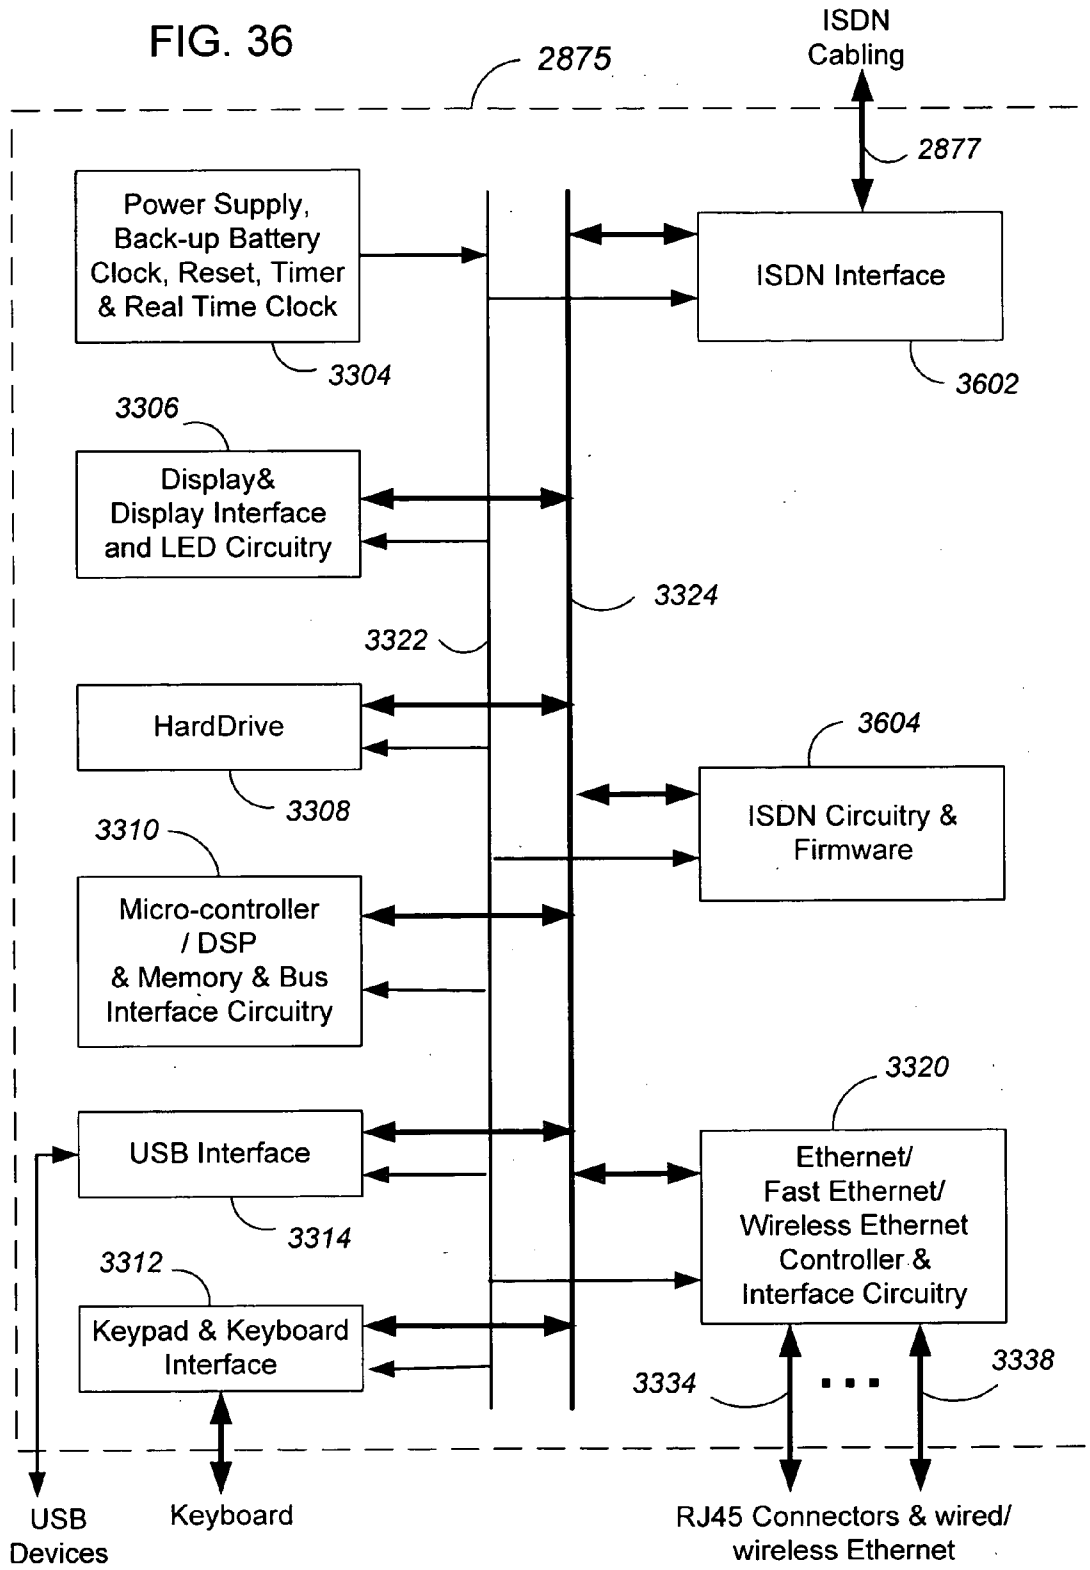 FIG. 36
2875
ISDN
Cabling
2877
Power Supply,
Back-up Battery
Clock, Reset, Timer
& Real Time Clock
3304
ISDN Interface
3602
3306
Display&
Display Interface
and LED Circuitry
3324
3322
HardDrive
3308
3604
ISDN Circuitry &
Firmware
3310
Micro-controller
/ DSP
& Memory & Bus
Interface Circuitry
3320
USB Interface
3314
Ethernet/
Fast Ethernet/
Wireless Ethernet
Controller &
Interface Circuitry
3312
Keypad & Keyboard
Interface
3334
3338
USB
Devices
Keyboard
RJ45 Connectors & wired/
wireless Ethernet